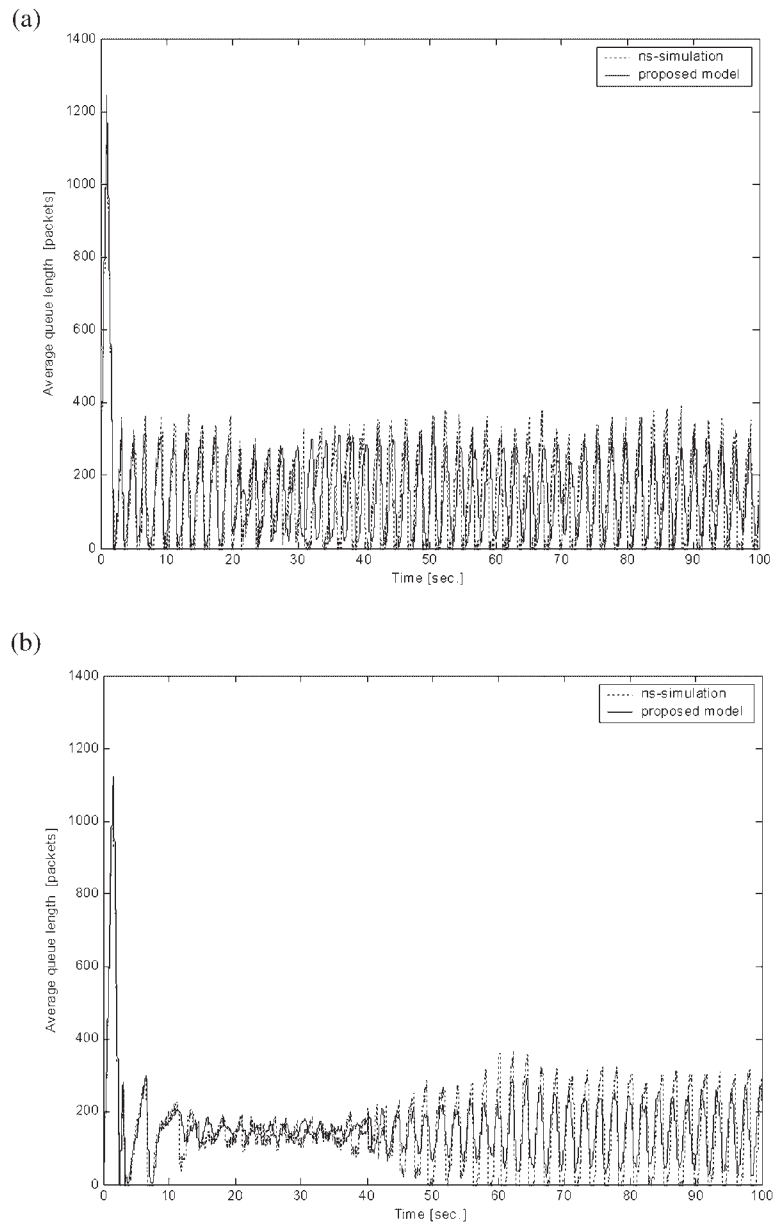 (a)
1400
1200
1000
800
600
400
200
0
Average queue length [packets]
ns-simulation
proposed model
0 10 20 30 40 50 60 70 80 90 100
Time [sec.]
(b)
1400
1200
1000
800
600
400
200
0
Average queue length [packets]
ns-simulation
proposed model
0 10 20 30 40 50 60 70 80 90 100
Time [sec.]